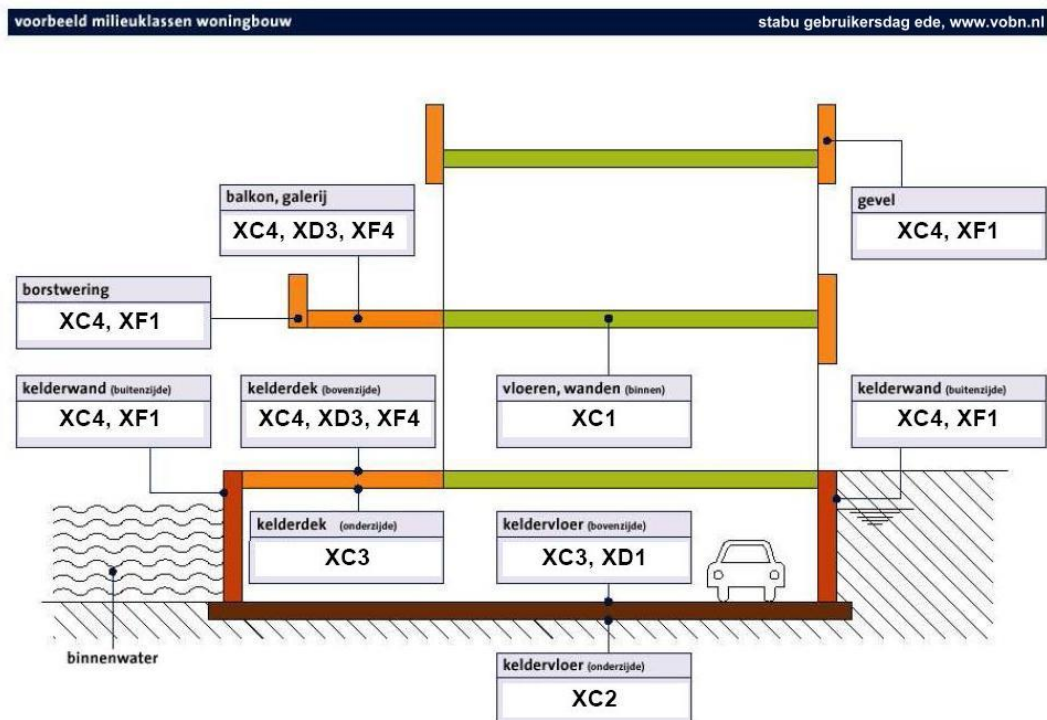 voorbeeld milieuklassen woningbouw
stabu gebruikersdag ede, www.vobn.nl
balkon, galerij
XC4, XD3, XF4
gevel
XC4, XF1
borstwering
XC4, XF1
kelderwand (buitenzijde)
XC4, XF1
kelderdek (bovenzijde)
XC4, XD3, XF4
vloeren, wanden (binnen)
XC1
kelderwand (buitenzijde)
XC4, XF1
kelderdek (onderzijde)
XC3
keldervloer (bovenzijde)
XC3, XD1
binnenwater
keldervloer (onderzijde)
XC2